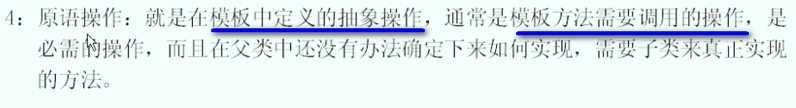 4：原语操作：就是在模板中定义的抽象操作，通常是模板方法需要调用的操作，是
必需的操作，而且在父类中还没有办法确定下来如何实现，需要子类来真正实现
的方法。